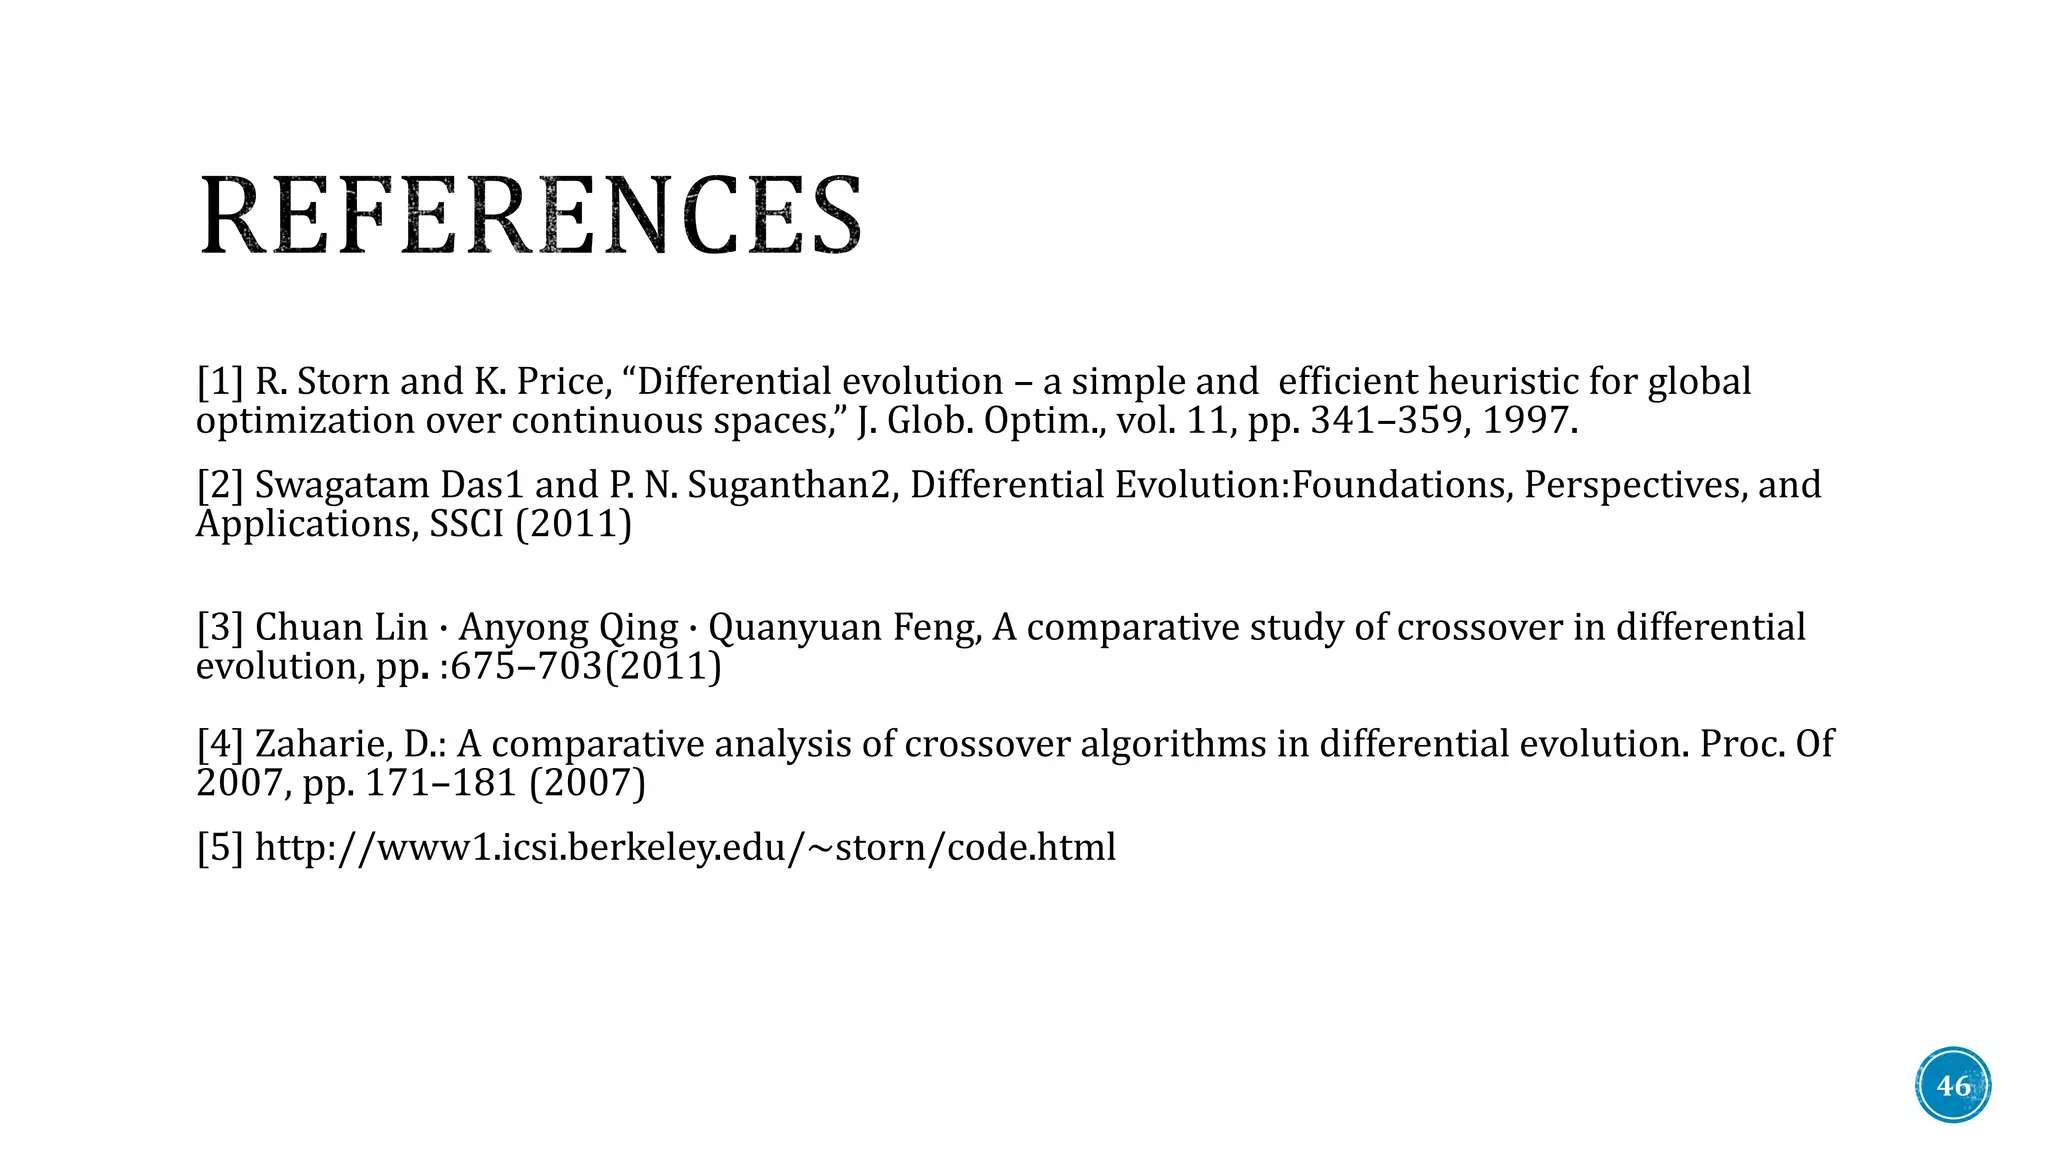 REFERENCES
[1] R. Storn and K. Price, “Differential evolution – a simple and  efficient heuristic for global
optimization over continuous spaces,” J. Glob. Optim., vol. 11, pp. 341–359, 1997.
[2] Swagatam Das1 and P. N. Suganthan2, Differential Evolution:Foundations, Perspectives, and
Applications, SSCI (2011)
[3] Chuan Lin · Anyong Qing · Quanyuan Feng, A comparative study of crossover in differential
evolution, pp. :675–703(2011)
[4] Zaharie, D.: A comparative analysis of crossover algorithms in differential evolution. Proc. Of
2007, pp. 171–181 (2007)
[5] http://www1.icsi.berkeley.edu/~storn/code.html
46